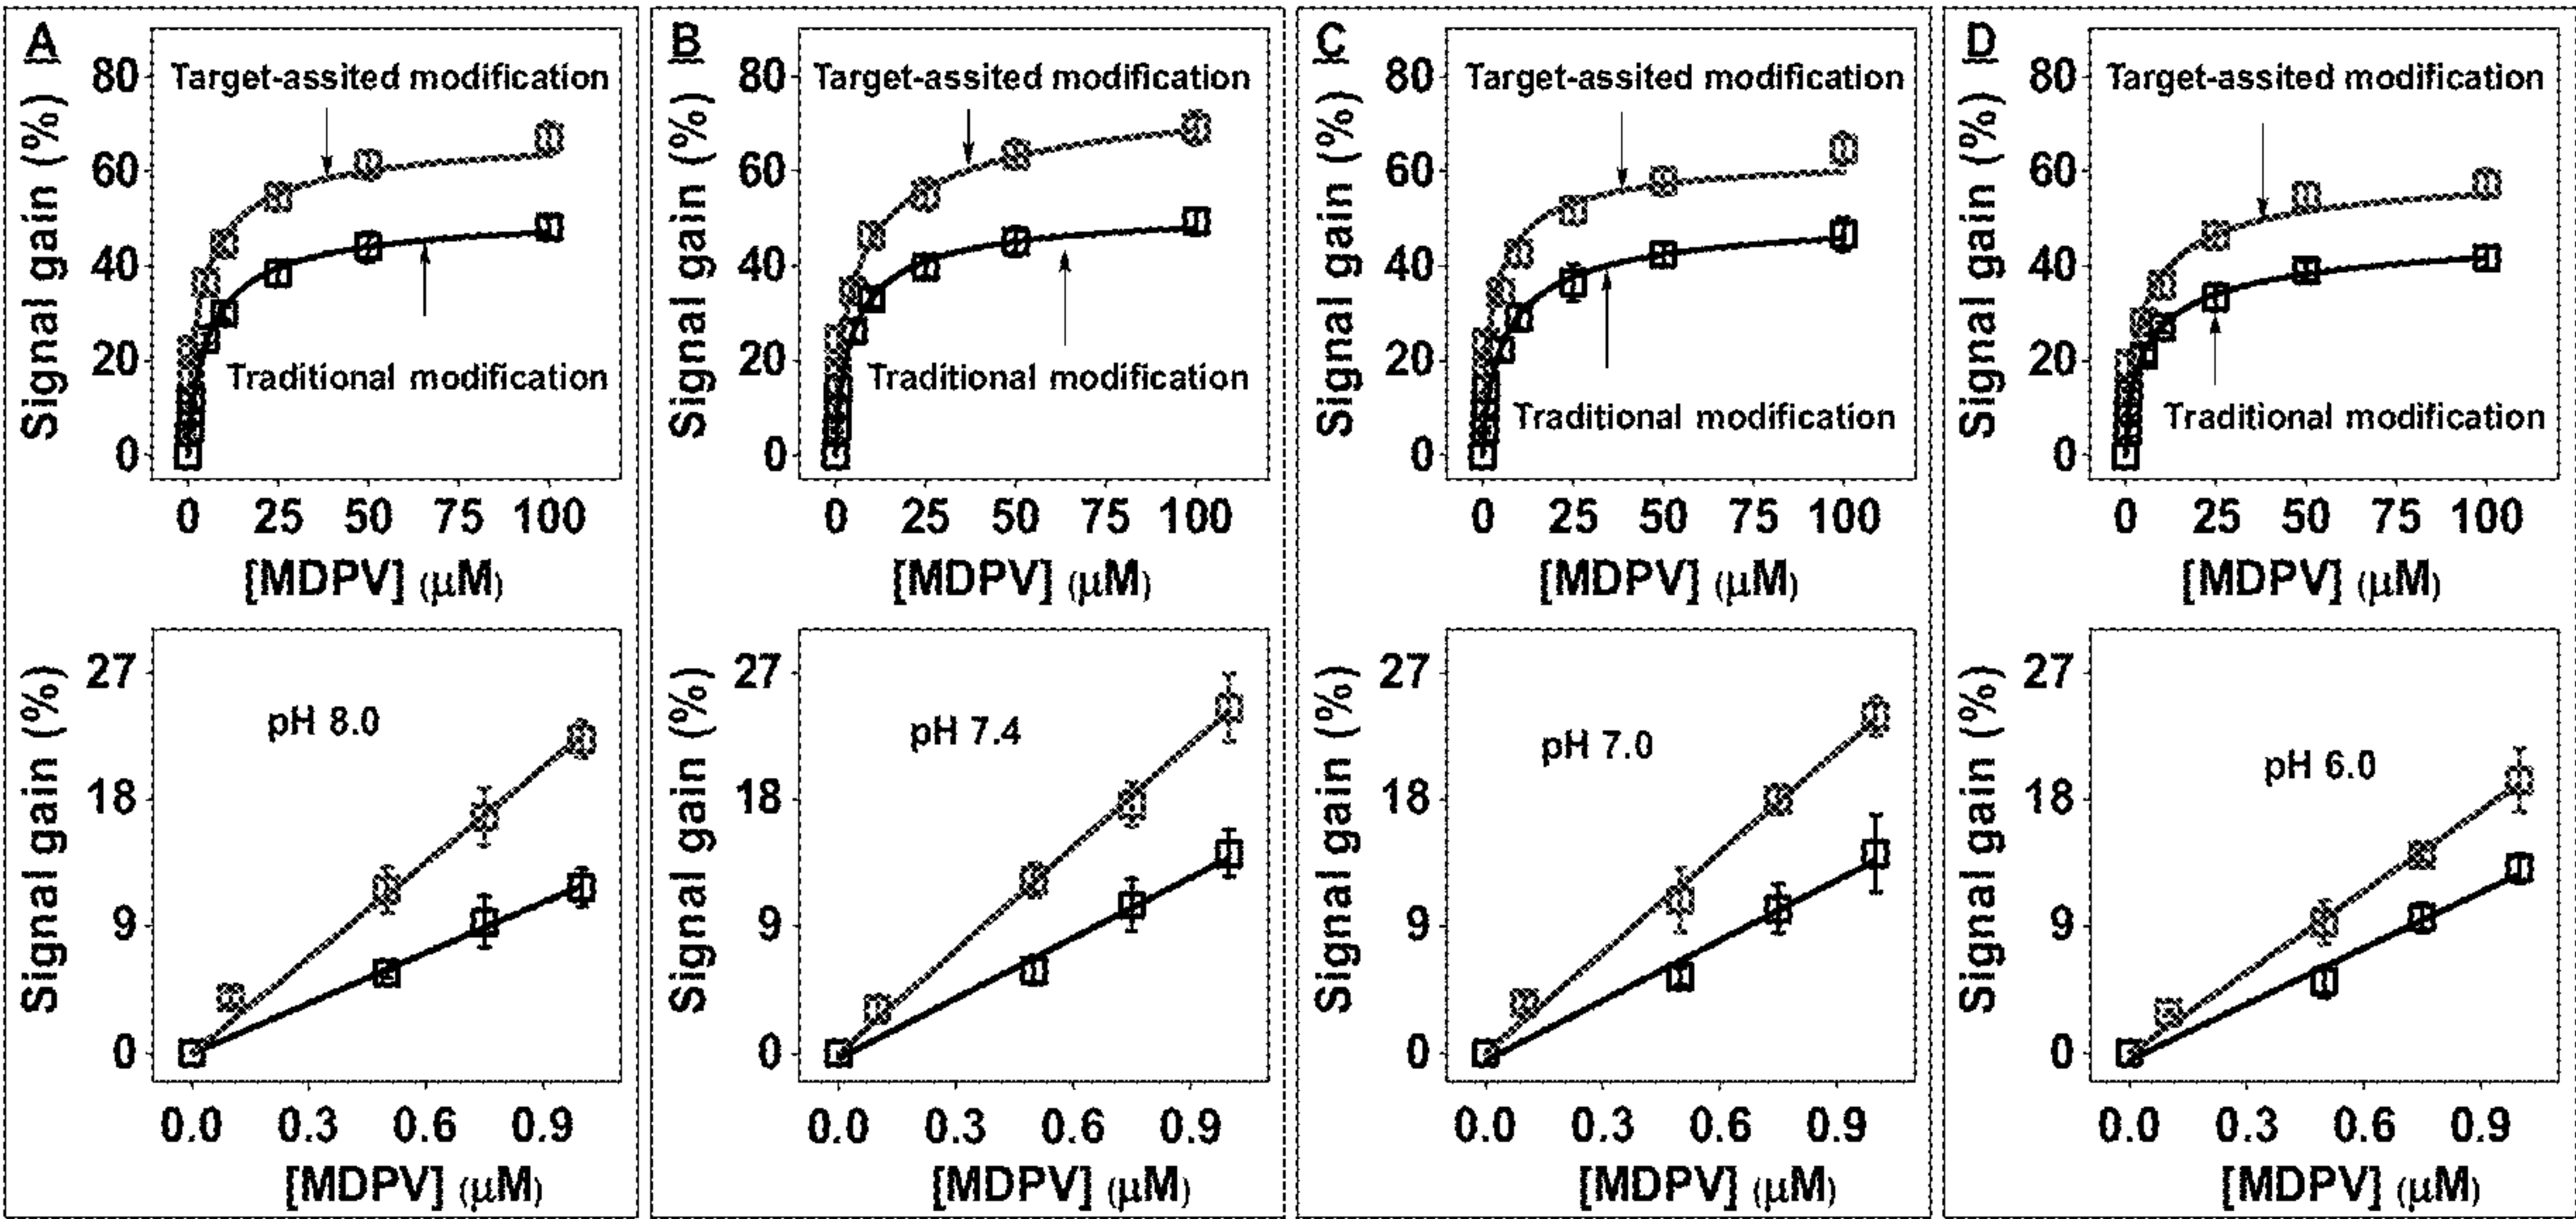 A
Signal gain (%)
80
60
40
20
0
Target-assited modification
Traditional modification
0 25 50 75 100
[MDPV] (μM)
Signal gain (%)
27
18
9
0
pH 8.0
0.0 0.3 0.6 0.9
[MDPV] (μM)
B
Signal gain (%)
80
60
40
20
0
Target-assited modification
Traditional modification
0 25 50 75 100
[MDPV] (μM)
Signal gain (%)
27
18
9
0
pH 7.4
0.0 0.3 0.6 0.9
[MDPV] (μM)
C
Signal gain (%)
80
60
40
20
0
Target-assited modification
Traditional modification
0 25 50 75 100
[MDPV] (μM)
Signal gain (%)
27
18
9
0
pH 7.0
0.0 0.3 0.6 0.9
[MDPV] (μM)
D
Signal gain (%)
80
60
40
20
0
Target-assited modification
Traditional modification
0 25 50 75 100
[MDPV] (μM)
Signal gain (%)
27
18
9
0
pH 6.0
0.0 0.3 0.6 0.9
[MDPV] (μM)